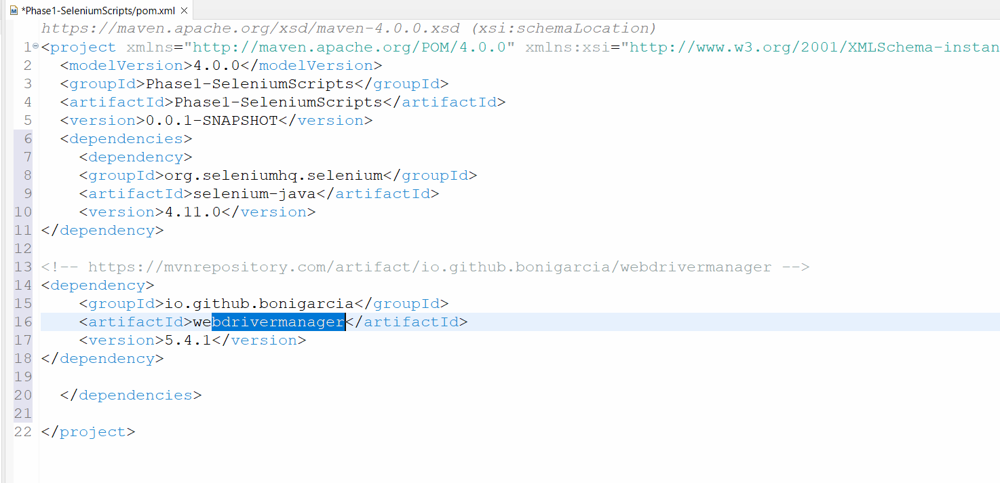 *Phase1-SeleniumScripts/pom.xml
https://maven.apache.org/xsd/maven-4.0.0.xsd (xsi:schemaLocation)
1 <project xmlns="http://maven.apache.org/POM/4.0.0" xmlns:xsi="http://www.w3.org/2001/XMLSchema-instan
2 <modelVersion>4.0.0</modelVersion>
3 <groupId>Phase1-SeleniumScripts</groupId>
4 <artifactId>Phase1-SeleniumScripts</artifactId>
5 <version>0.0.1-SNAPSHOT</version>
6 <dependencies>
7 <dependency>
8 <groupId>org.seleniumhq.selenium</groupId>
9 <artifactId>selenium-java</artifactId>
10 <version>4.11.0</version>
11 </dependency>
12
13 <!-- https://mvnrepository.com/artifact/io.github.bonigarcia/webdrivermanager -->
14 <dependency>
15 <groupId>io.github.bonigarcia</groupId>
16 <artifactId>webdrivermanager</artifactId>
17 <version>5.4.1</version>
18 </dependency>
19
20 </dependencies>
21
22 </project>